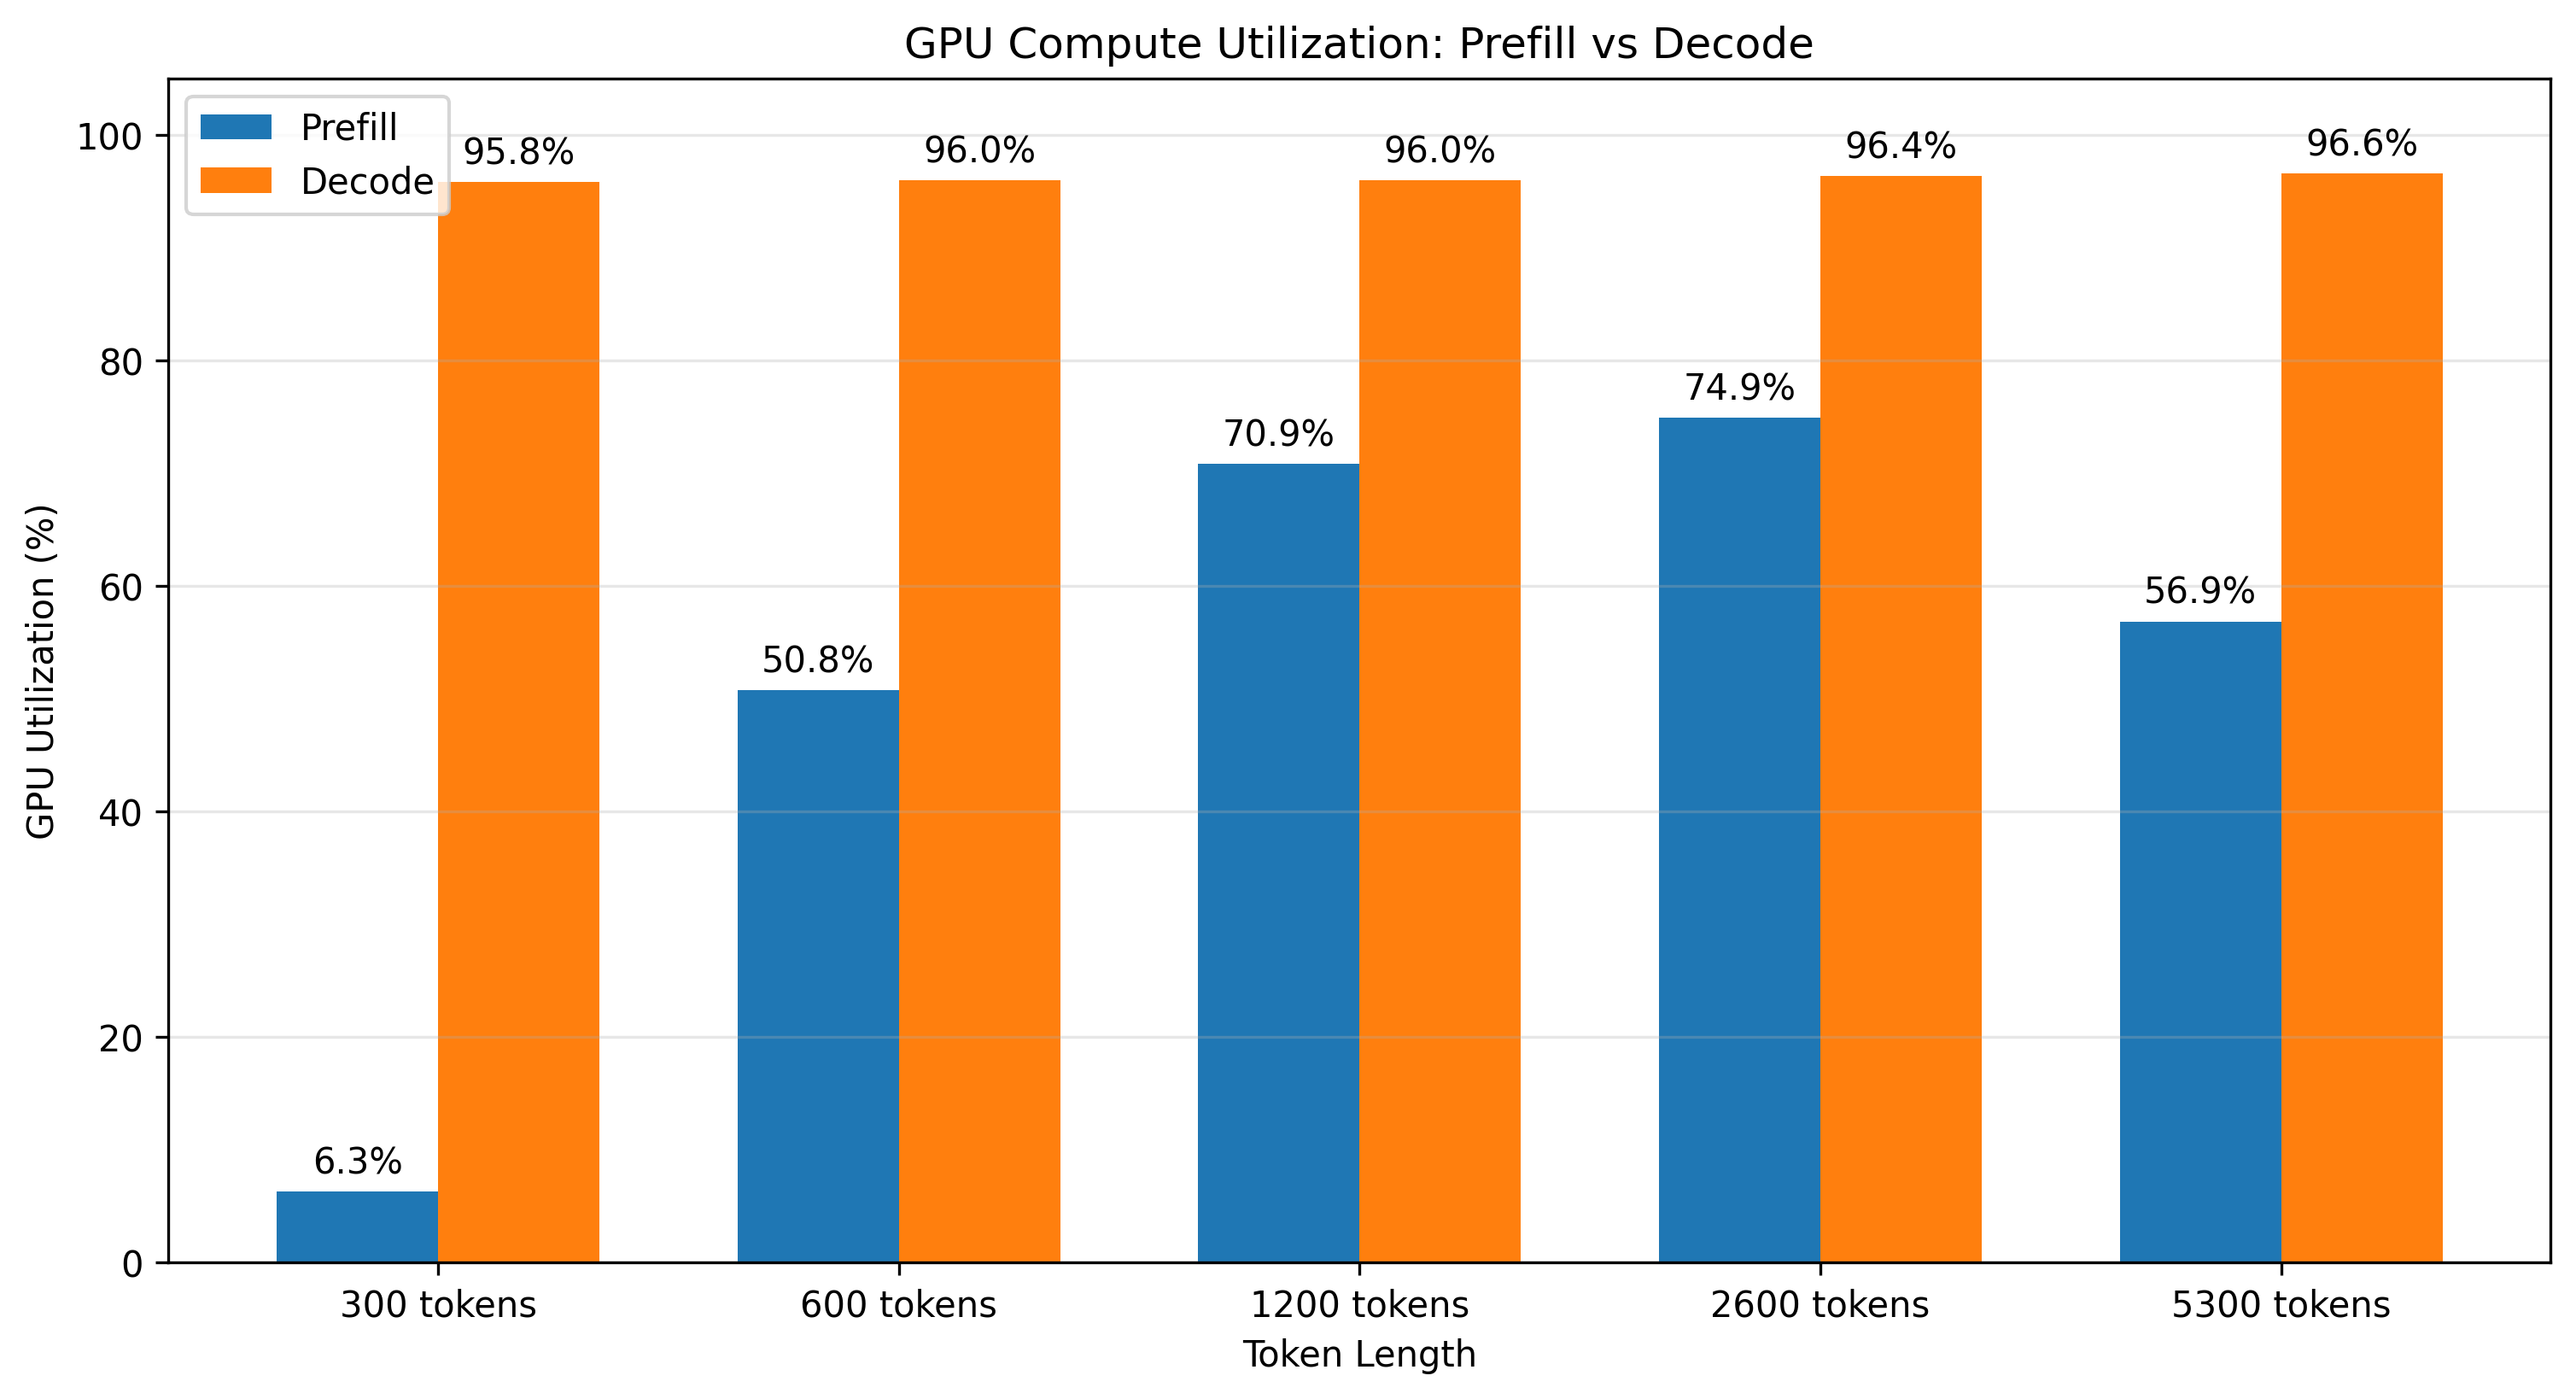 GPU Compute Utilization: Prefill vs Decode
Prefill
Decode
GPU Utilization (%)
100
80
60
40
20
0
6.3%
95.8%
50.8%
96.0%
70.9%
96.0%
74.9%
96.4%
56.9%
96.6%
300 tokens
600 tokens
1200 tokens
2600 tokens
5300 tokens
Token Length